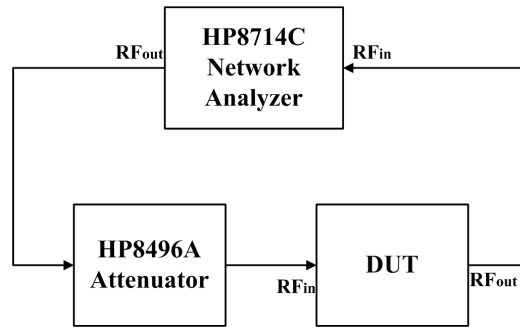 HP8714C
Network
Analyzer
RFout
RFin
HP8496A
Attenuator
RFin
DUT
RFout